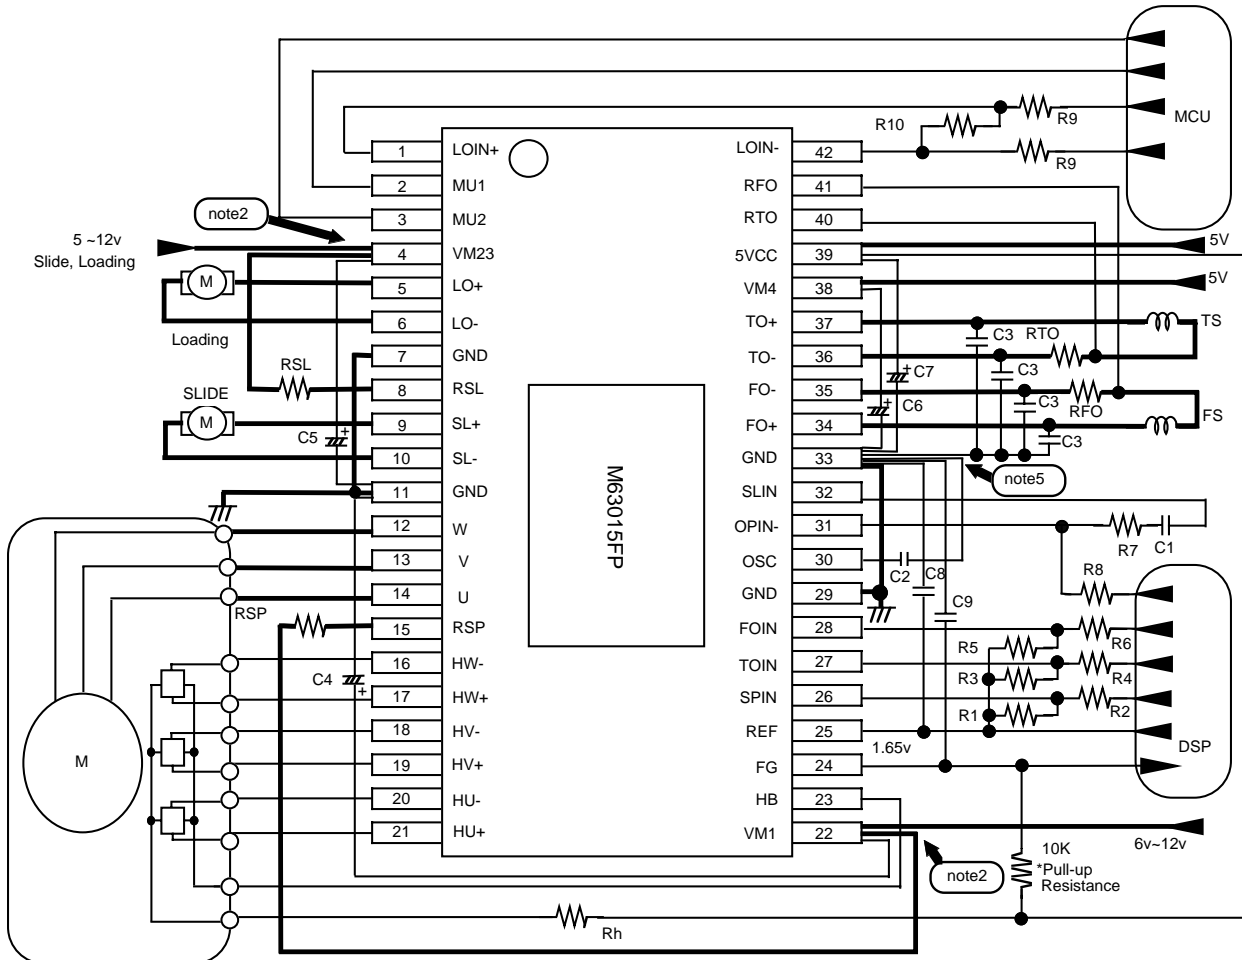 MCU
R10
R9
R9
1 LOIN+
2 MU1
3 MU2
4 VM23
5 LO+
6 LO-
7 GND
8 RSL
9 SL+
10 SL-
11 GND
12 W
13 V
14 U
15 RSP
16 HW-
17 HW+
18 HV-
19 HV+
20 HU-
21 HU+
LOIN- 42
RFO 41
RTO 40
5VCC 39
VM4 38
TO+ 37
TO- 36
FO- 35
FO+ 34
GND 33
SLIN 32
OPIN- 31
OSC 30
GND 29
FOIN 28
TOIN 27
SPIN 26
REF 25
FG 24
HB 23
VM1 22
M63015FP
note2
5 ~12v
Slide, Loading
M
Loading
RSL
SLIDE
M
C5
+
RSP
C4
+
M
Rh
5V
5V
TS
C3
RTO
C3
C7
+
C3
RFO
C6
+
C3
FS
note5
R7
C1
C2
C8
C9
R8
R6
R5
R4
R3
R2
R1
DSP
1.65v
6v~12v
note2
10K
*Pull-up
Resistance